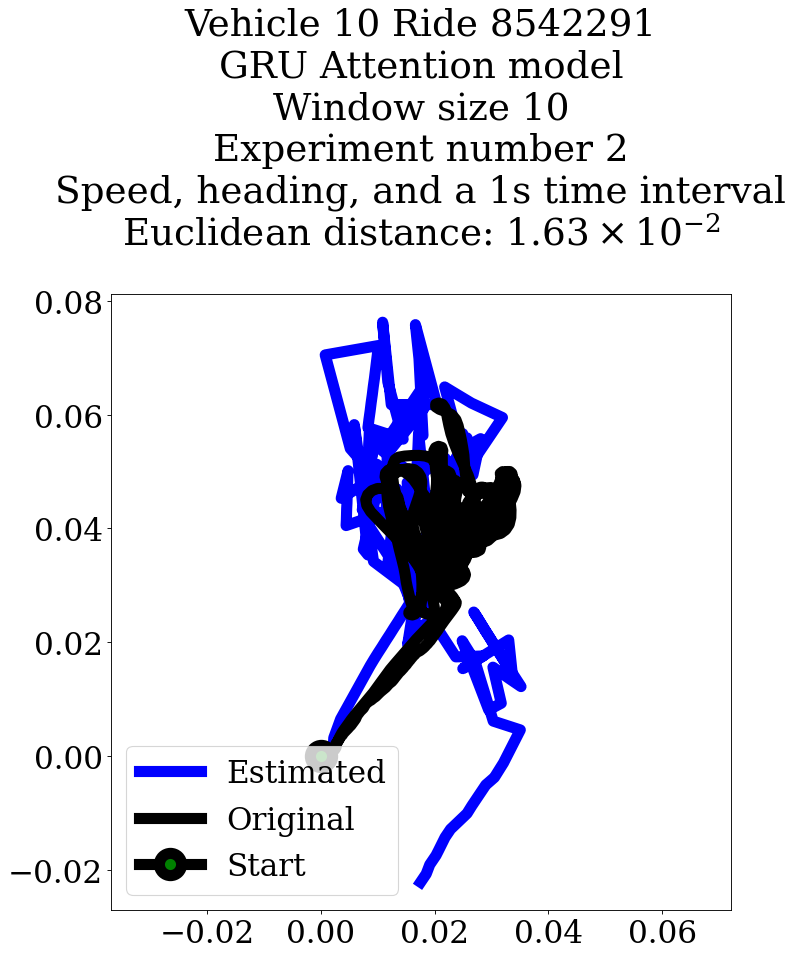 Vehicle 10 Ride 8542291
GRU Attention model
Window size 10
Experiment number 2
Speed, heading, and a 1s time interval
Euclidean distance: 1.63 × 10⁻²
0.08
0.06
0.04
0.02
0.00
−0.02
Estimated
Original
Start
−0.02 0.00 0.02 0.04 0.06